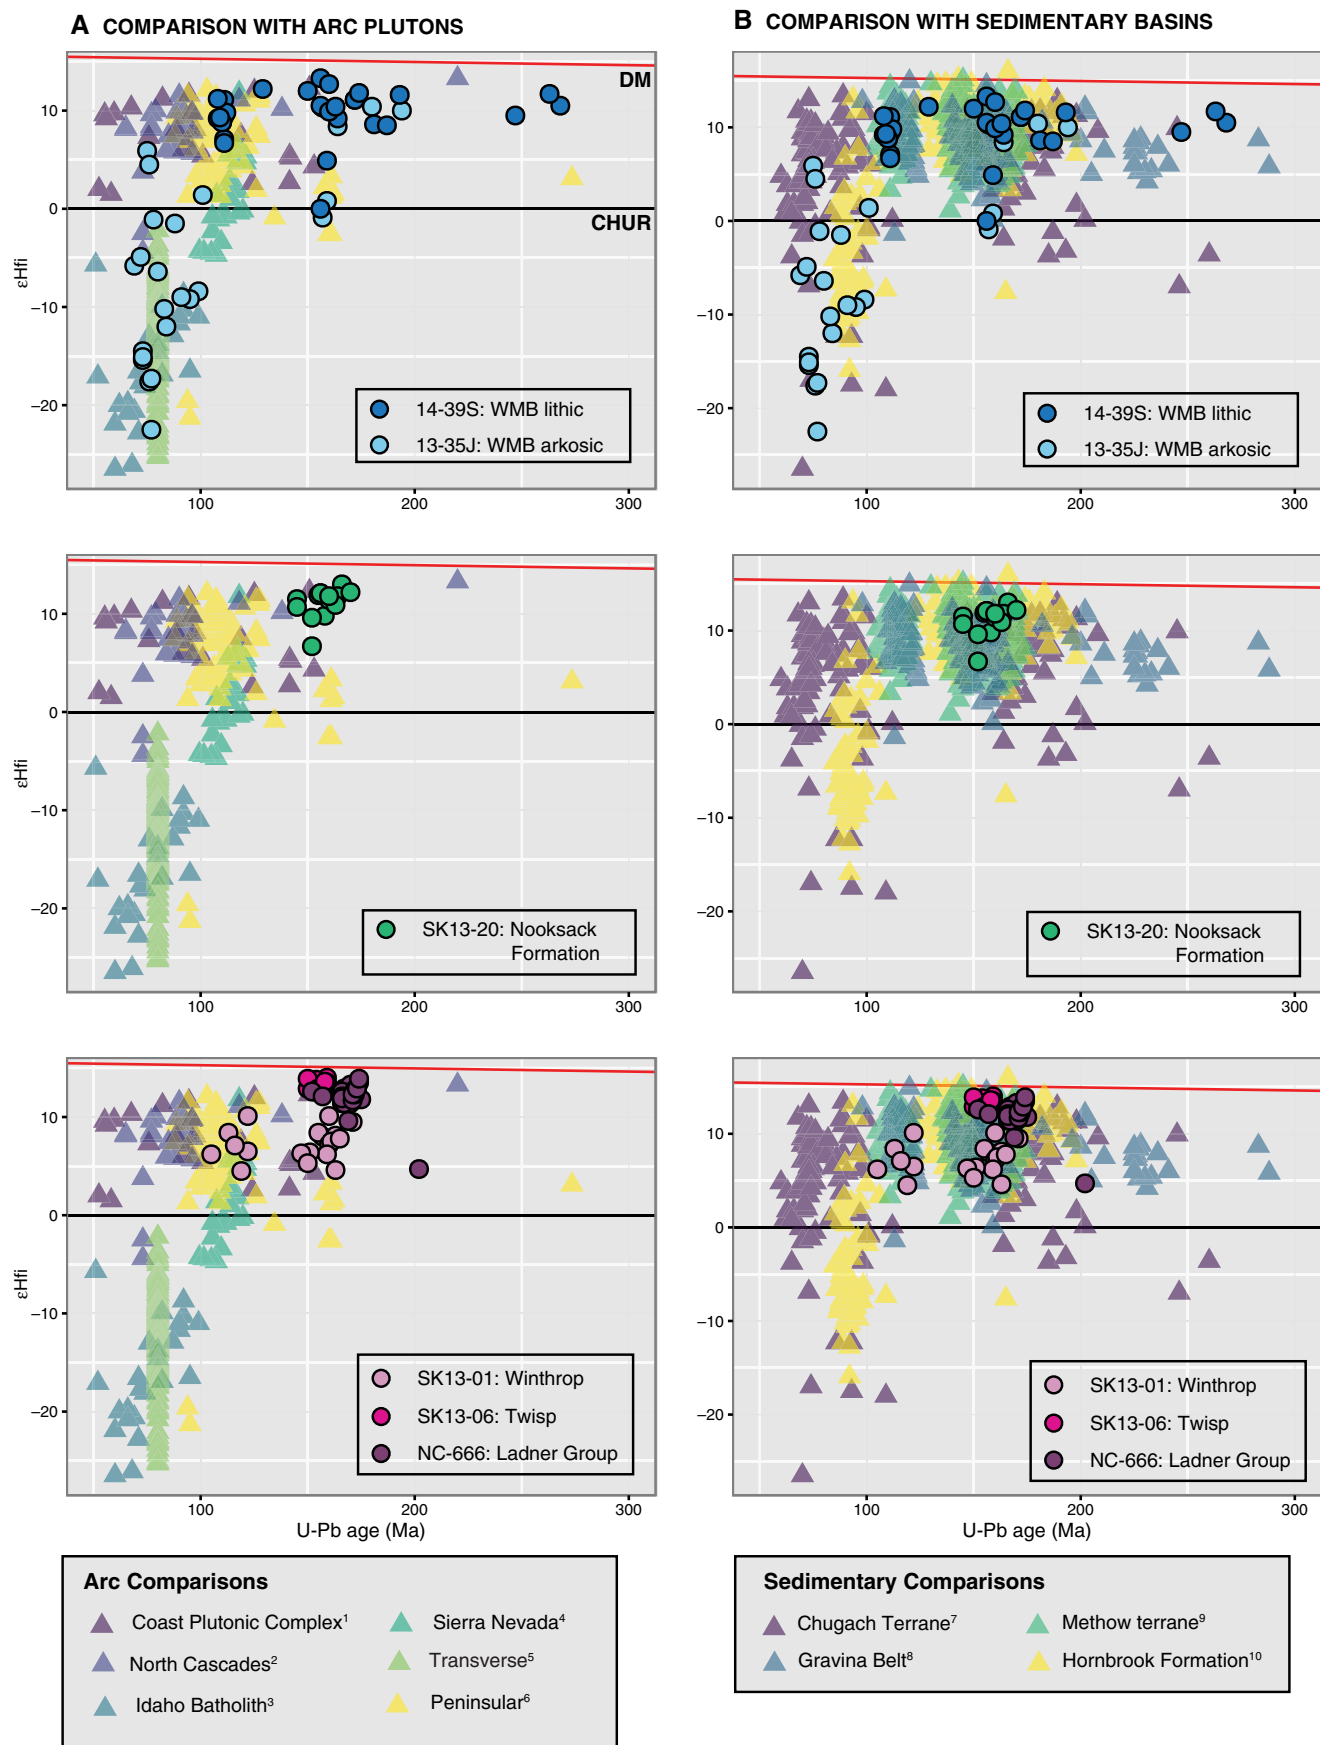 A COMPARISON WITH ARC PLUTONS
B COMPARISON WITH SEDIMENTARY BASINS
DM
CHUR
εHfi
10
0
−10
−20
14-39S: WMB lithic
13-35J: WMB arkosic
100
200
300
10
0
−10
−20
14-39S: WMB lithic
13-35J: WMB arkosic
100
200
300
εHfi
10
0
−10
−20
SK13-20: Nooksack
Formation
100
200
300
10
0
−10
−20
SK13-20: Nooksack
Formation
100
200
300
εHfi
10
0
−10
−20
SK13-01: Winthrop
SK13-06: Twisp
NC-666: Ladner Group
100
200
300
U-Pb age (Ma)
10
0
−10
−20
SK13-01: Winthrop
SK13-06: Twisp
NC-666: Ladner Group
100
200
300
U-Pb age (Ma)
Arc Comparisons
Coast Plutonic Complex¹
North Cascades²
Idaho Batholith³
Sierra Nevada⁴
Transverse⁵
Peninsular⁶
Sedimentary Comparisons
Chugach Terrane⁷
Gravina Belt⁸
Methow terrane⁹
Hornbrook Formation¹⁰